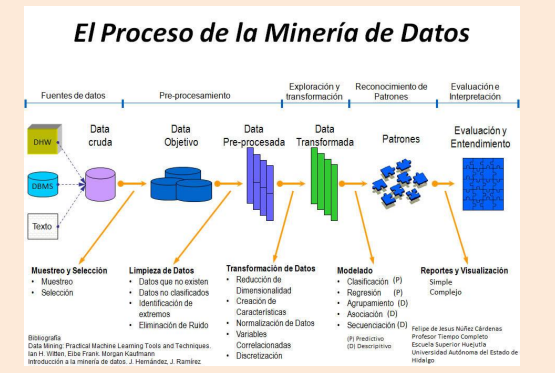 El Proceso de la Minería de Datos
Fuentes de datos
Pre-procesamiento
Exploración y
transformación
Reconocimiento de
Patrones
Evaluación e
Interpretación
DHW
DBMS
Texto
Data
cruda
Data
Objetivo
Data
Pre-procesada
Data
Transformada
Patrones
Evaluación y
Entendimiento
Muestreo y Selección
• Muestreo
• Selección
Limpieza de Datos
• Datos que no existen
• Datos no clasificados
• Identificación de
extremos
• Eliminación de Ruido
Transformación de Datos
• Reducción de
Dimensionalidad
• Creación de
Características
• Normalización de Datos
• Variables
Correlacionadas
• Discretización
Modelado
• Clasificación (P)
• Regresión (P)
• Agrupamiento (D)
• Asociación (D)
• Secuenciación (D)
(P) Predictivo
(D) Descriptivo
Reportes y Visualización
Simple
Complejo
Bibliografía
Data Mining: Practical Machine Learning Tools and Techniques.
Ian H. Witten, Eibe Frank. Morgan Kaufmann
Introducción a la minería de datos. J. Hernández, J. Ramírez
Felipe de Jesus Núñez Cárdenas
Profesor Tiempo Completo
Escuela Superior Huejutla
Universidad Autónoma del Estado de
Hidalgo